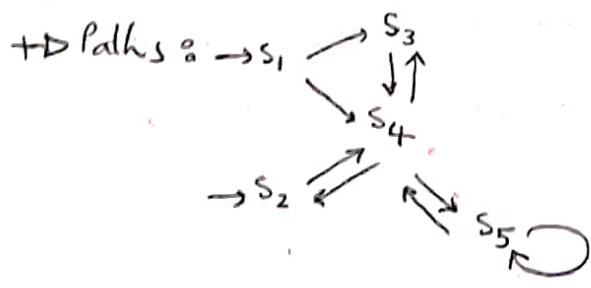 +▷ Paths : → S₁
S₃
S₄
→ S₂
S₅